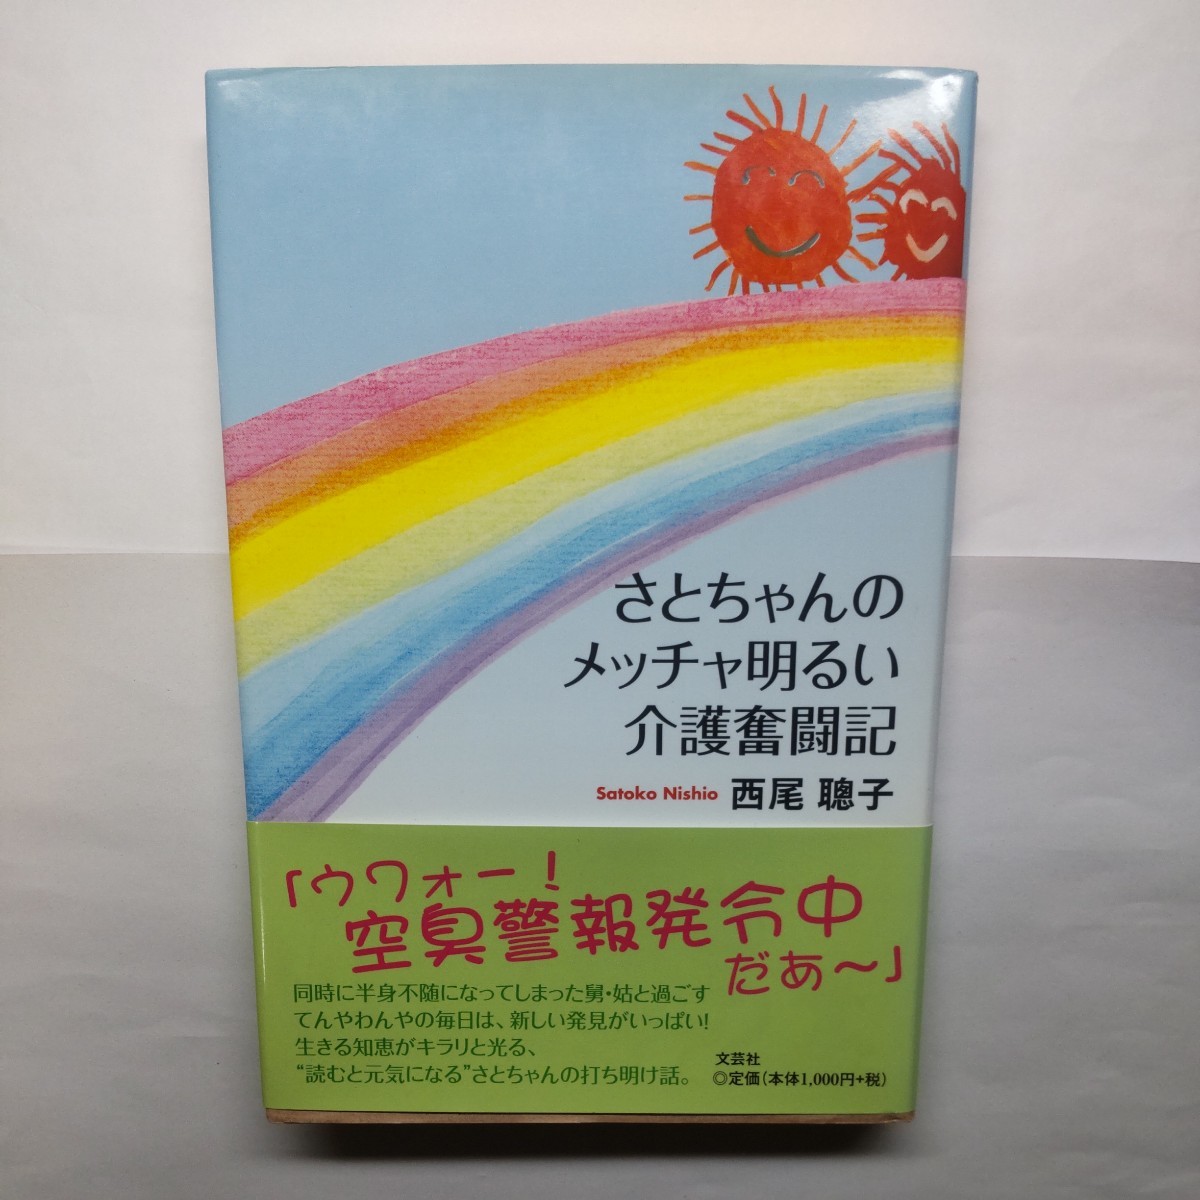 さとちゃんの
メッチャ明るい
介護奮闘記
Satoko Nishio 西尾 聰子
「ウワォー!
空臭警報発令中
だぁ〜」
同時に半身不随になってしまった舅・姑と過ごす
てんやわんやの毎日は、新しい発見がいっぱい!
生きる知恵がキラリと光る、
“読むと元気になる”さとちゃんの打ち明け話。
文芸社
◎定価(本体1,000円+税)